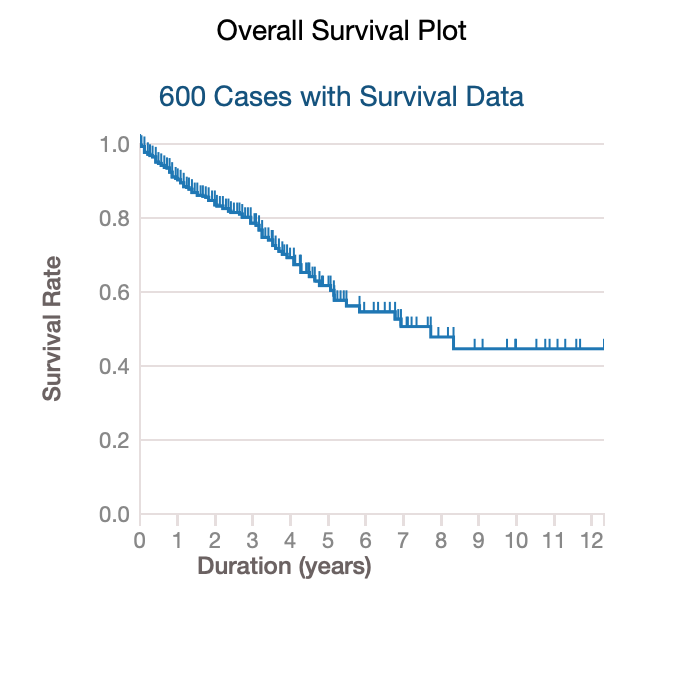 Overall Survival Plot
600 Cases with Survival Data
1.0
0.8
0.6
0.4
0.2
0.0
Survival Rate
0 1 2 3 4 5 6 7 8 9 10 11 12
Duration (years)